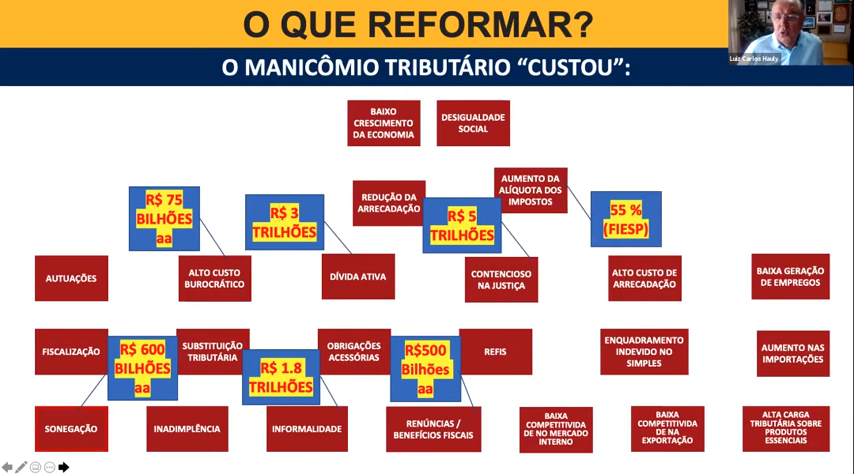 O QUE REFORMAR?
Luiz Carlos Hauly
O MANICÔMIO TRIBUTÁRIO “CUSTOU”:
BAIXO
CRESCIMENTO
DA ECONOMIA
DESIGUALDADE
SOCIAL
R$ 75
BILHÕES
aa
R$ 3
TRILHÕES
REDUÇÃO DA
ARRECADAÇÃO
R$ 5
TRILHÕES
AUMENTO DA
ALÍQUOTA DOS
IMPOSTOS
55 %
(FIESP)
AUTUAÇÕES
ALTO CUSTO
BUROCRÁTICO
DÍVIDA ATIVA
CONTENCIOSO
NA JUSTIÇA
ALTO CUSTO DE
ARRECADAÇÃO
BAIXA GERAÇÃO
DE EMPREGOS
FISCALIZAÇÃO
R$ 600
BILHÕES
aa
SUBSTITUIÇÃO
TRIBUTÁRIA
R$ 1.8
TRILHÕES
OBRIGAÇÕES
ACESSÓRIAS
R$500
Bilhões
aa
REFIS
ENQUADRAMENTO
INDEVIDO NO
SIMPLES
AUMENTO NAS
IMPORTAÇÕES
SONEGAÇÃO
INADIMPLÊNCIA
INFORMALIDADE
RENÚNCIAS /
BENEFÍCIOS FISCAIS
BAIXA
COMPETITIVIDA
DE NO MERCADO
INTERNO
BAIXA
COMPETITIVIDA
DE NA
EXPORTAÇÃO
ALTA CARGA
TRIBUTÁRIA SOBRE
PRODUTOS
ESSENCIAIS